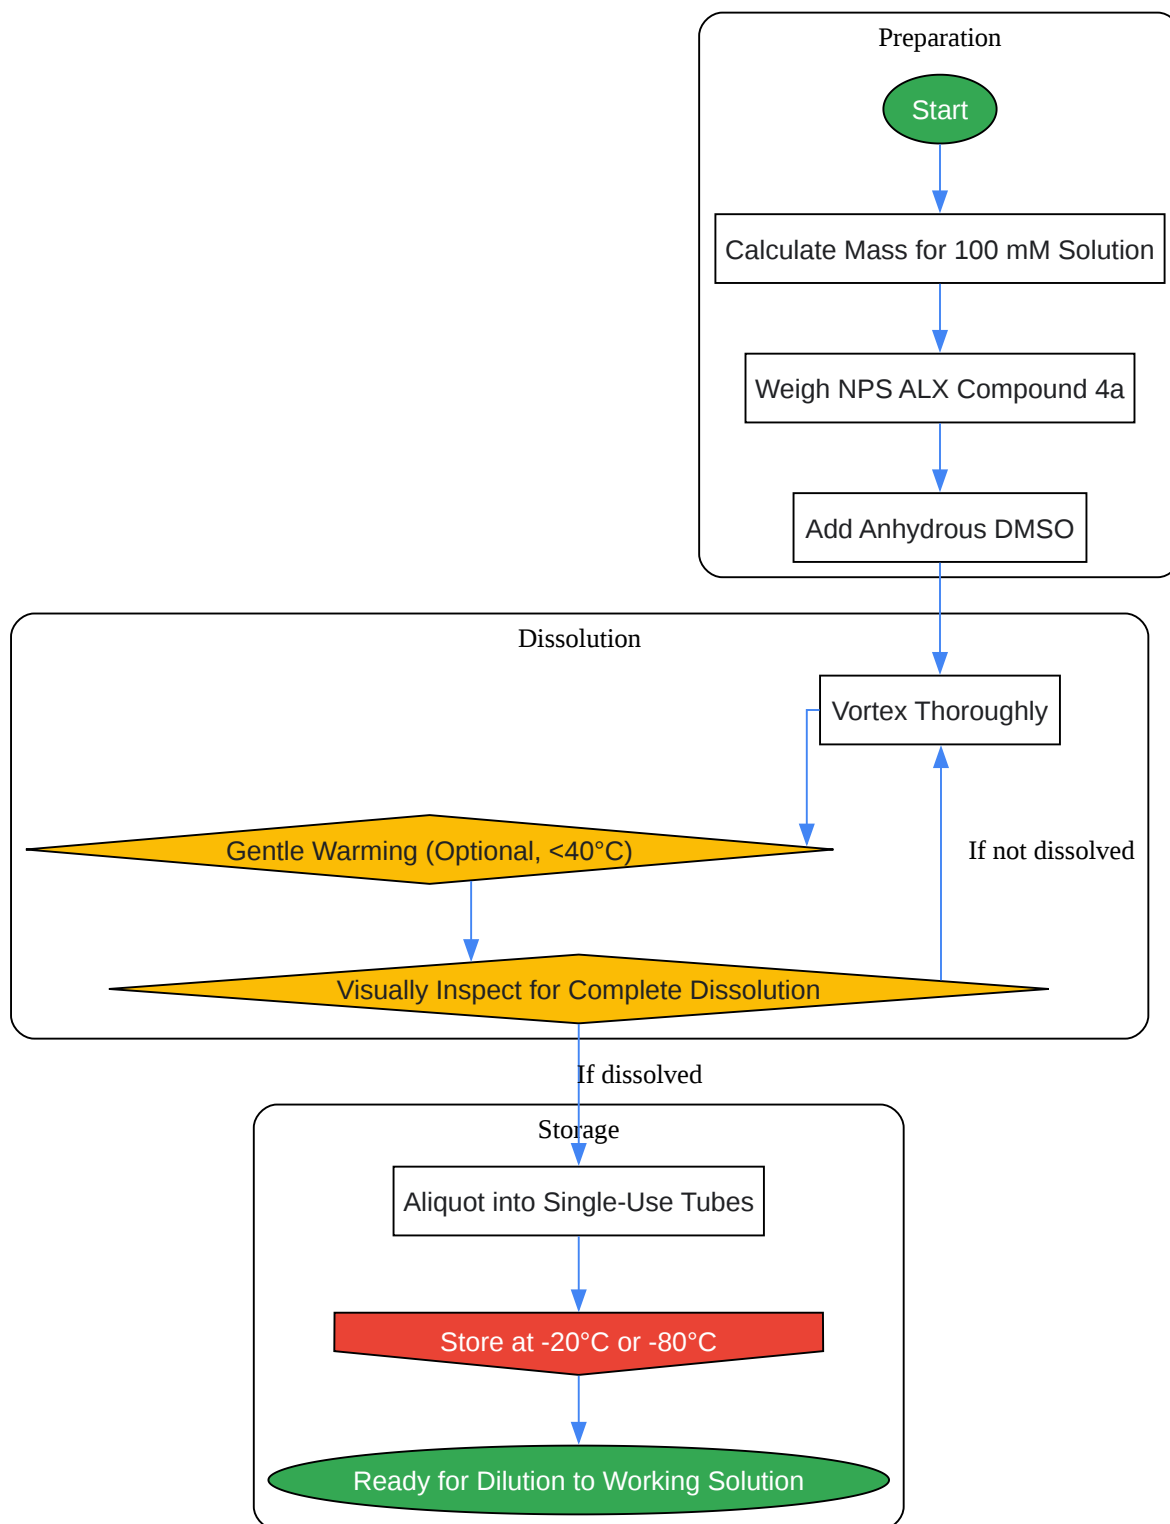 Preparation
Start
Calculate Mass for 100 mM Solution
Weigh NPS ALX Compound 4a
Add Anhydrous DMSO
Dissolution
Vortex Thoroughly
Gentle Warming (Optional, <40°C)
If not dissolved
Visually Inspect for Complete Dissolution
If dissolved
Storage
Aliquot into Single-Use Tubes
Store at -20°C or -80°C
Ready for Dilution to Working Solution